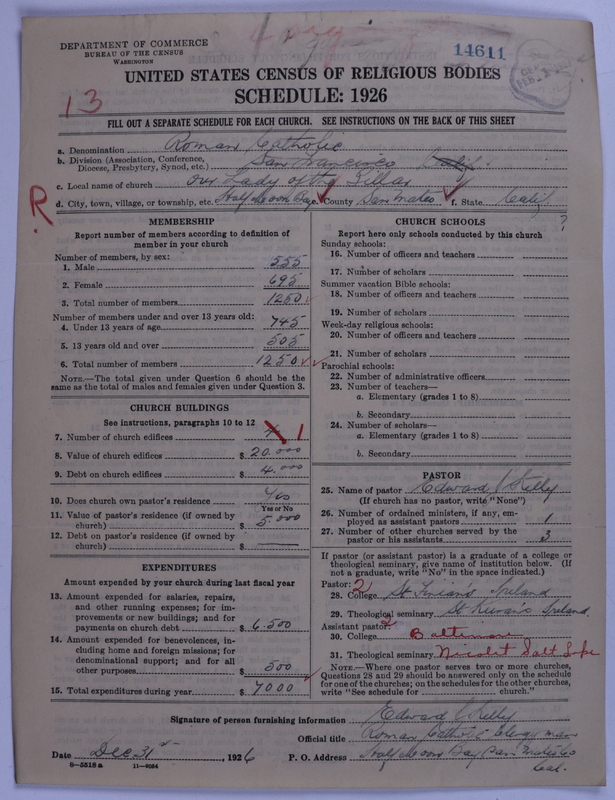 DEPARTMENT OF COMMERCE
BUREAU OF THE CENSUS
WASHINGTON
14611
UNITED STATES CENSUS OF RELIGIOUS BODIES
SCHEDULE: 1926
13
FILL OUT A SEPARATE SCHEDULE FOR EACH CHURCH. SEE INSTRUCTIONS ON THE BACK OF THIS SHEET
a. Denomination Roman Catholic
b. Division (Association, Conference, Diocese, Presbytery, Synod, etc.) San Francisco Calif.
c. Local name of church Our Lady of the Pillar
d. City, town, village, or township, etc. Half Moon Bay e. County San Mateo f. State Calif.
R
MEMBERSHIP
Report number of members according to definition of member in your church
Number of members, by sex:
1. Male 555
2. Female 695
3. Total number of members 1250
Number of members under and over 13 years old:
4. Under 13 years of age 745
5. 13 years old and over 505
6. Total number of members 1250
NOTE.—The total given under Question 6 should be the same as the total of males and females given under Question 3.
CHURCH BUILDINGS
See instructions, paragraphs 10 to 12
7. Number of church edifices 4 1
8. Value of church edifices $ 20.000
9. Debt on church edifices $ 4.000
10. Does church own pastor's residence Yes
Yes or No
11. Value of pastor's residence (if owned by church) $ 5.000
12. Debt on pastor's residence (if owned by church) $
EXPENDITURES
Amount expended by your church during last fiscal year
13. Amount expended for salaries, repairs, and other running expenses; for improvements or new buildings; and for payments on church debt $ 6.500
14. Amount expended for benevolences, including home and foreign missions; for denominational support; and for all other purposes $ 500
15. Total expenditures during year $ 7000
CHURCH SCHOOLS ?
Report here only schools conducted by this church
Sunday schools:
16. Number of officers and teachers
17. Number of scholars
Summer vacation Bible schools:
18. Number of officers and teachers
19. Number of scholars
Week-day religious schools:
20. Number of officers and teachers
21. Number of scholars
Parochial schools:
22. Number of administrative officers
23. Number of teachers—
a. Elementary (grades 1 to 8)
b. Secondary
24. Number of scholars—
a. Elementary (grades 1 to 8)
b. Secondary
PASTOR
25. Name of pastor Edward Kelly
(If church has no pastor, write "None")
26. Number of ordained ministers, if any, employed as assistant pastors 1
27. Number of other churches served by the pastor or his assistants 3
If pastor (or assistant pastor) is a graduate of a college or theological seminary, give name of institution below. (If not a graduate, write "No" in the space indicated.)
Pastor: 2
28. College St Finians Ireland
29. Theological seminary St Kieran's Ireland
Assistant pastor: 2
30. College Baltimore
31. Theological seminary Salt Lake
NOTE.—Where one pastor serves two or more churches, Questions 28 and 29 should be answered only on the schedule for one of the churches; on the schedules for the other churches, write "See schedule for church."
Signature of person furnishing information Edward Kelly
Official title Roman Catholic Clergyman
Date Dec 31st, 1926 P. O. Address Half Moon Bay San Mateo Co
Cal.
8-5518 a 11-9034